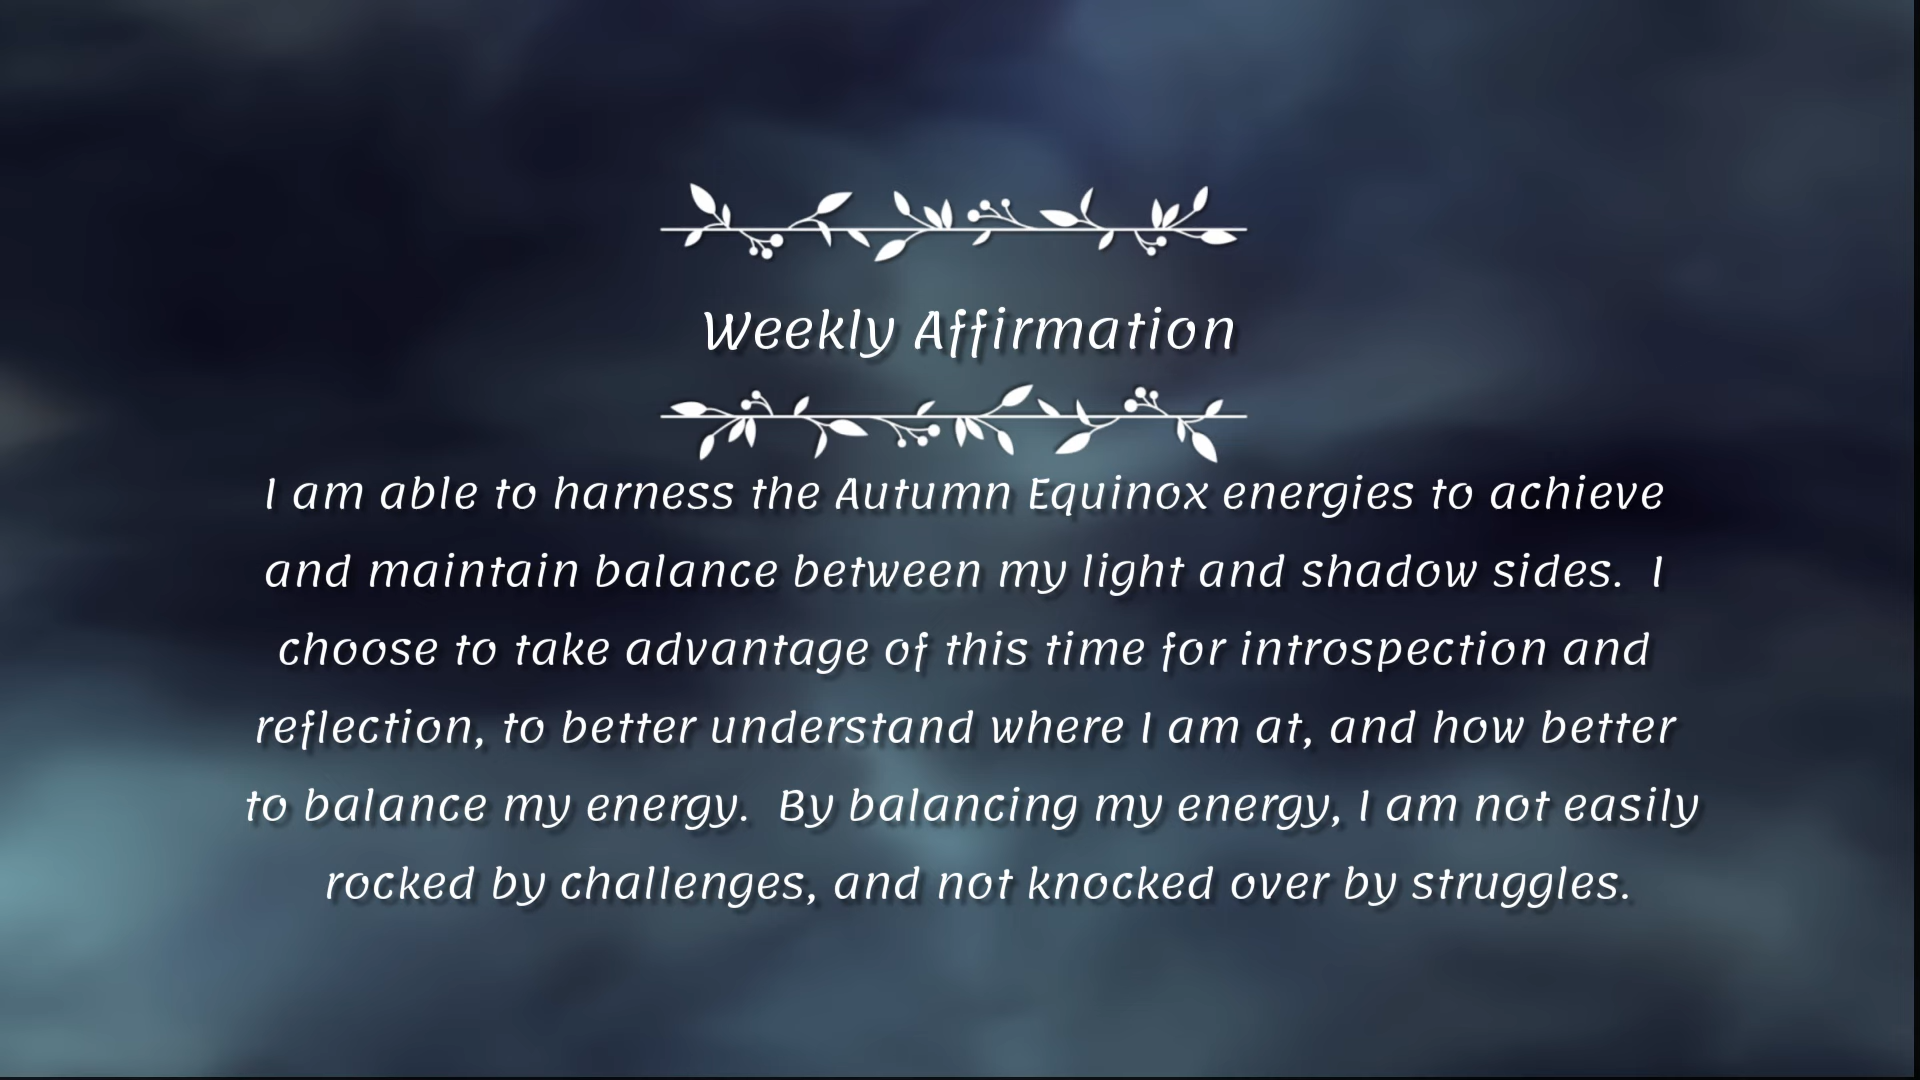 Weekly Affirmation
I am able to harness the Autumn Equinox energies to achieve
and maintain balance between my light and shadow sides.  I
choose to take advantage of this time for introspection and
reflection, to better understand where I am at, and how better
to balance my energy.  By balancing my energy, I am not easily
rocked by challenges, and not knocked over by struggles.